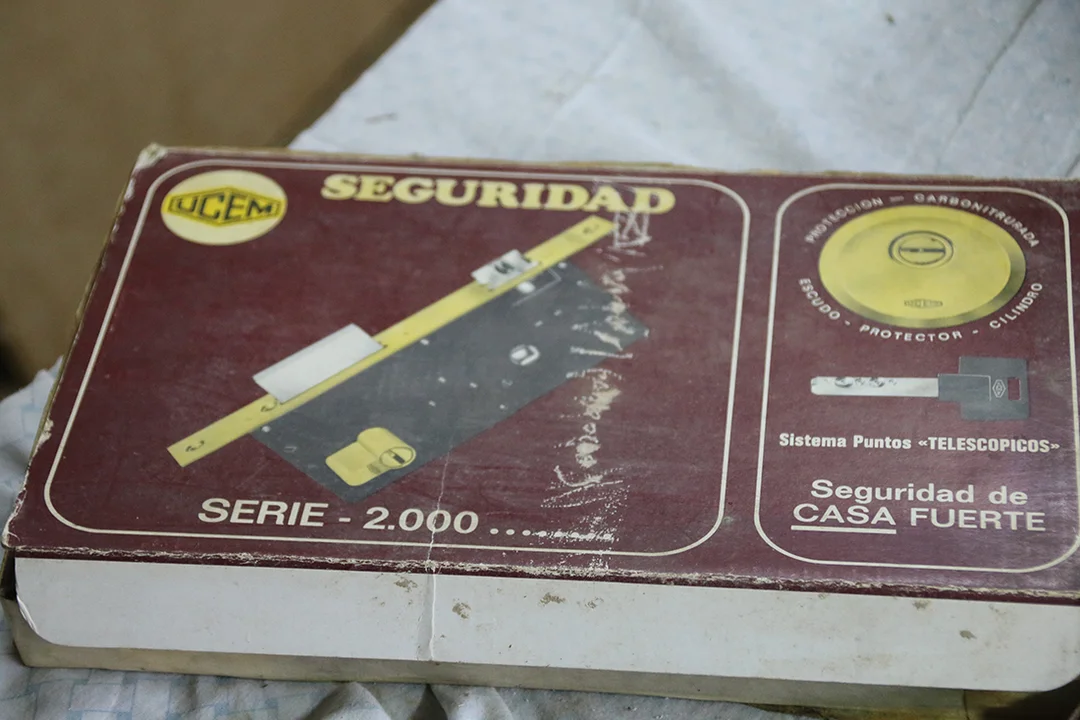 UCEM
SEGURIDAD
SERIE - 2.000 ..........
PROTECCION — CARBONITRURADA
ESCUDO - PROTECTOR - CILINDRO
Sistema Puntos «TELESCOPICOS»
Seguridad de
CASA FUERTE